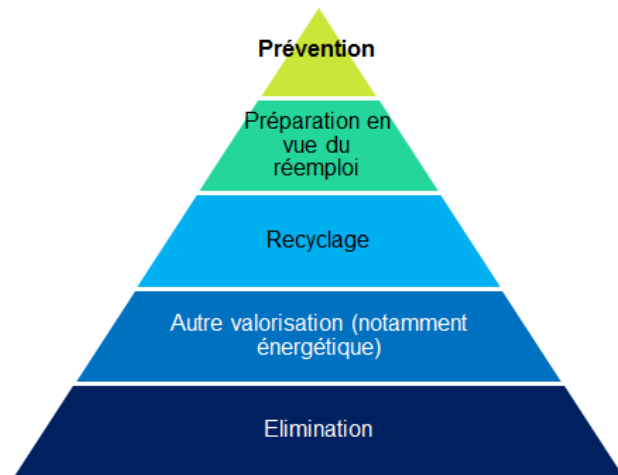 Prévention
Préparation en
vue du
réemploi
Recyclage
Autre valorisation (notamment
énergétique)
Elimination